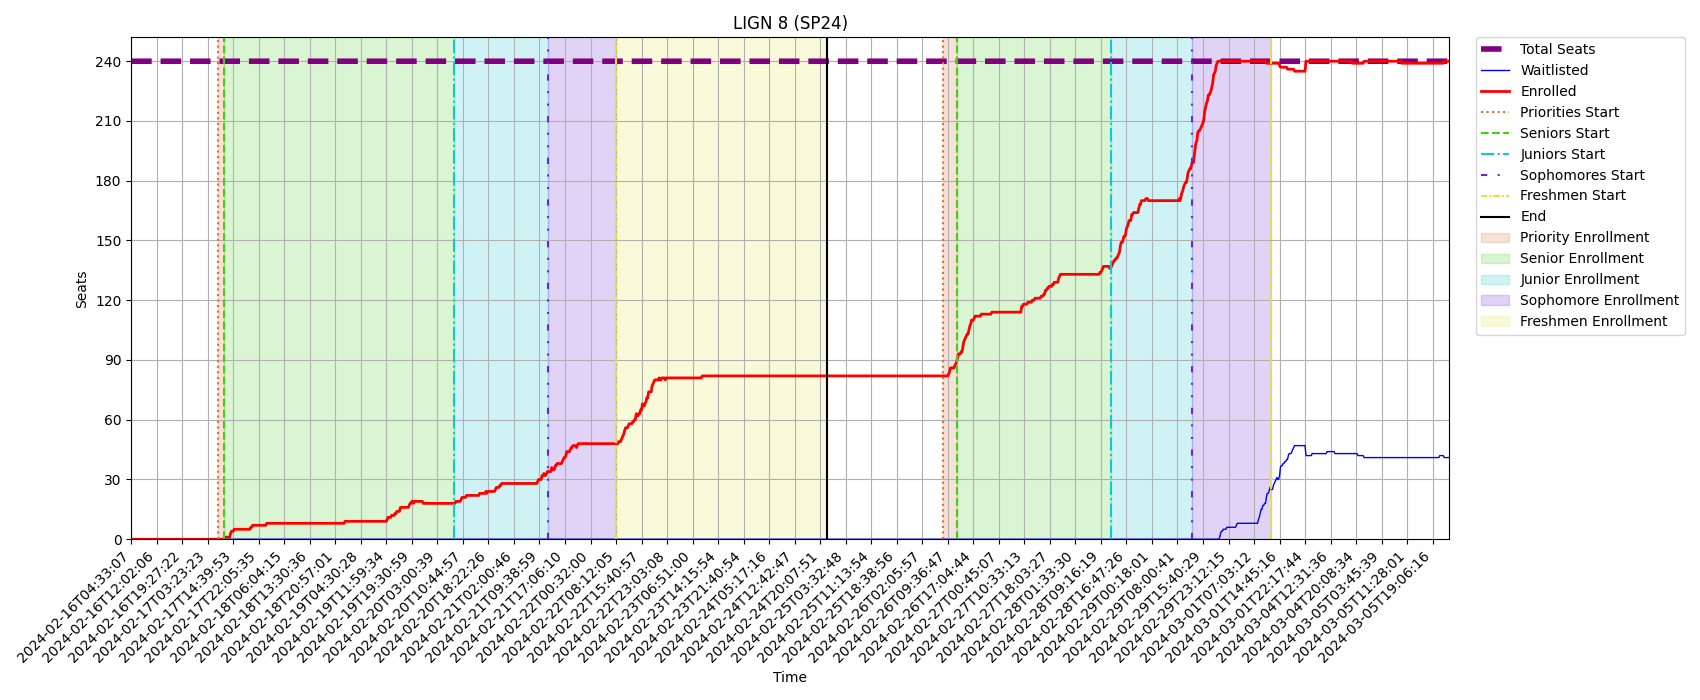 LIGN 8 (SP24)
Seats
240
210
180
150
120
90
60
30
0
2024-02-16T04:33:07
2024-02-16T12:02:06
2024-02-16T19:27:22
2024-02-17T03:23:23
2024-02-17T14:39:53
2024-02-17T22:05:35
2024-02-18T06:04:15
2024-02-18T13:30:36
2024-02-18T20:57:01
2024-02-19T04:30:28
2024-02-19T11:59:34
2024-02-19T19:30:59
2024-02-20T03:00:39
2024-02-20T10:44:57
2024-02-20T18:22:26
2024-02-21T02:00:46
2024-02-21T09:38:59
2024-02-21T17:06:10
2024-02-22T00:32:00
2024-02-22T08:12:05
2024-02-22T15:40:57
2024-02-22T23:03:08
2024-02-23T06:51:00
2024-02-23T14:15:54
2024-02-23T21:40:54
2024-02-24T05:17:16
2024-02-24T12:42:47
2024-02-24T20:07:51
2024-02-25T03:32:48
2024-02-25T11:13:54
2024-02-25T18:38:56
2024-02-26T02:05:57
2024-02-26T09:36:47
2024-02-26T17:04:44
2024-02-27T00:45:07
2024-02-27T10:33:13
2024-02-27T18:03:27
2024-02-28T01:33:30
2024-02-28T09:16:19
2024-02-28T16:47:26
2024-02-29T00:18:01
2024-02-29T08:00:41
2024-02-29T15:40:29
2024-02-29T23:12:15
2024-03-01T07:03:12
2024-03-01T14:45:16
2024-03-01T22:17:44
2024-03-04T12:31:36
2024-03-04T20:08:34
2024-03-05T03:45:39
2024-03-05T11:28:01
2024-03-05T19:06:16
Time
Total Seats
Waitlisted
Enrolled
Priorities Start
Seniors Start
Juniors Start
Sophomores Start
Freshmen Start
End
Priority Enrollment
Senior Enrollment
Junior Enrollment
Sophomore Enrollment
Freshmen Enrollment